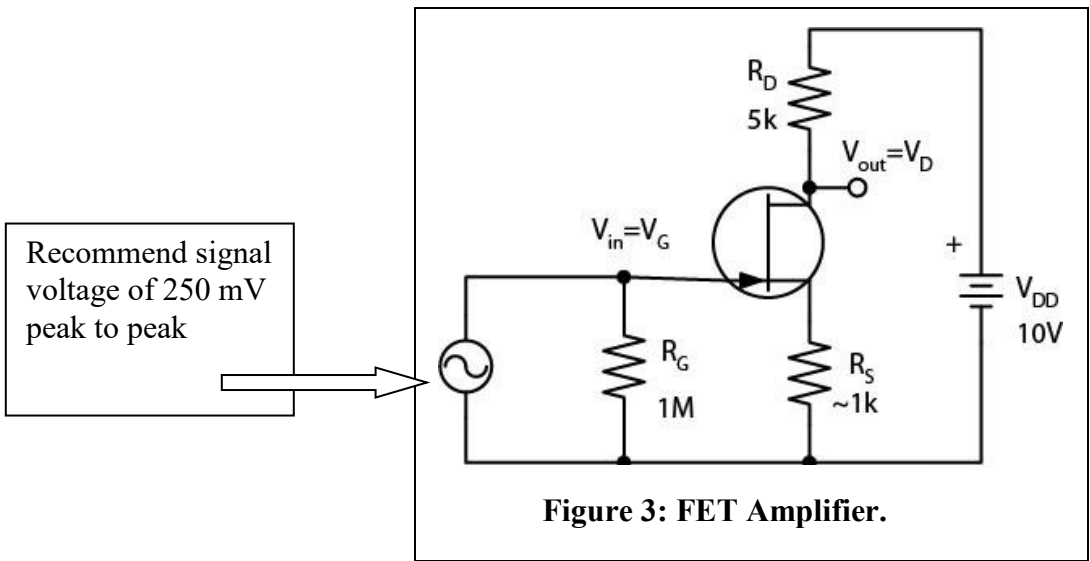 Recommend signal
voltage of 250 mV
peak to peak
R_D
5k
V_out=V_D
V_in=V_G
+
V_DD
10V
R_G
1M
R_S
~1k
Figure 3: FET Amplifier.